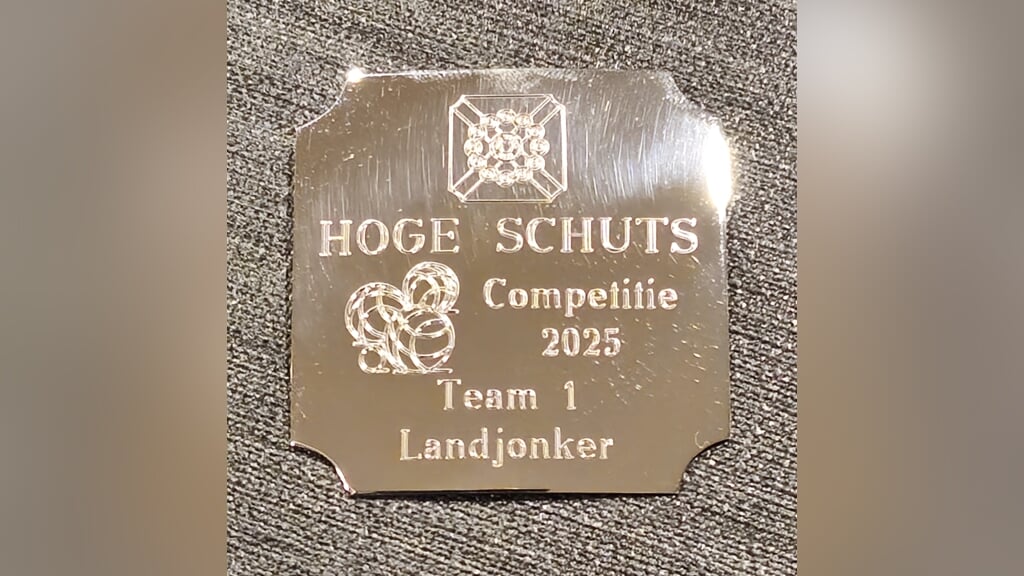 HOGE SCHUTS
Competitie
2025
Team 1
Landjonker